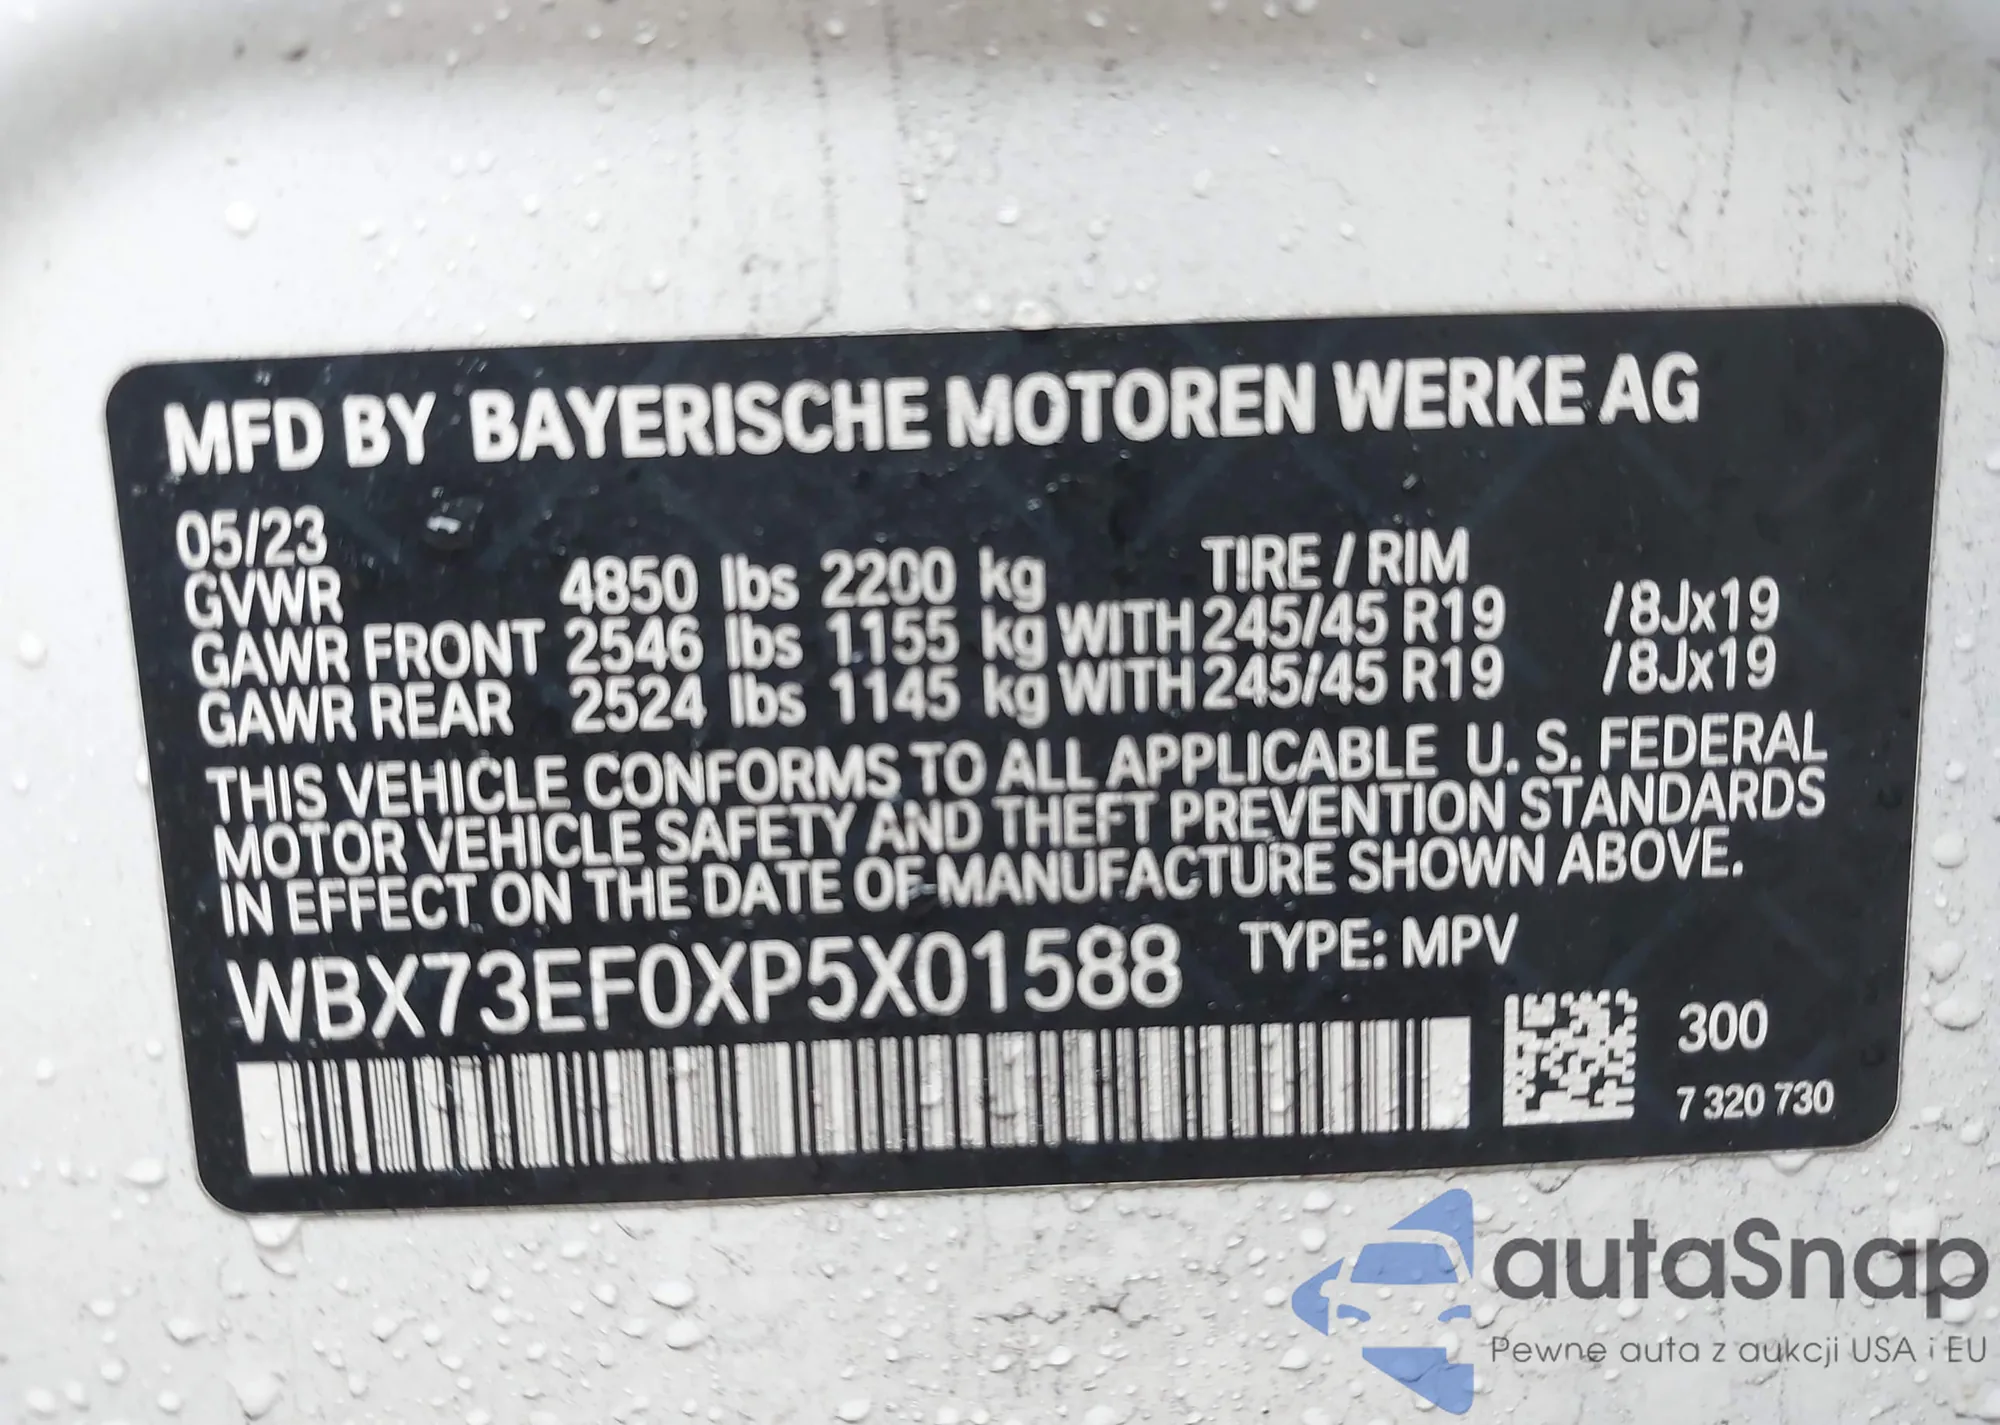 MFD BY BAYERISCHE MOTOREN WERKE AG
05/23
TIRE / RIM
GVWR 4850 lbs 2200 kg
GAWR FRONT 2546 lbs 1155 kg WITH 245/45 R19 /8Jx19
GAWR REAR 2524 lbs 1145 kg WITH 245/45 R19 /8Jx19
THIS VEHICLE CONFORMS TO ALL APPLICABLE U. S. FEDERAL
MOTOR VEHICLE SAFETY AND THEFT PREVENTION STANDARDS
IN EFFECT ON THE DATE OF MANUFACTURE SHOWN ABOVE.
WBX73EF0XP5X01588 TYPE: MPV
300
7 320 730
autaSnap
Pewne auta z aukcji USA i EU